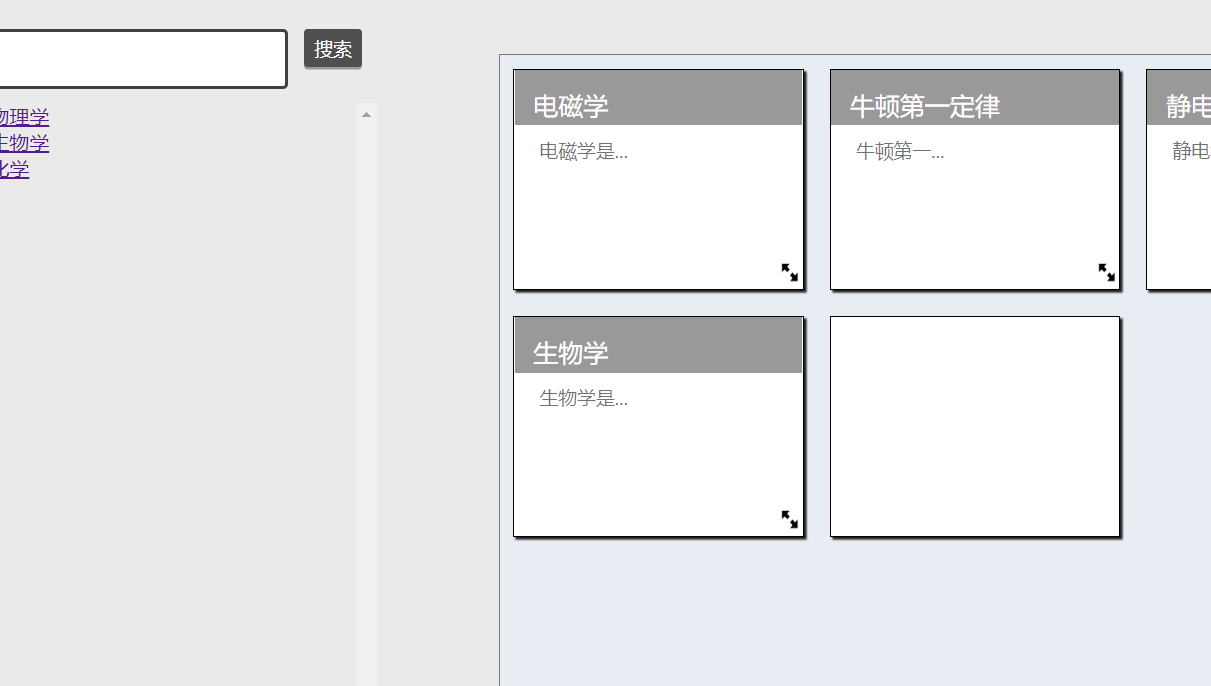 搜索
物理学
生物学
化学
电磁学
电磁学是...
牛顿第一定律
牛顿第一...
静电
静电
生物学
生物学是...